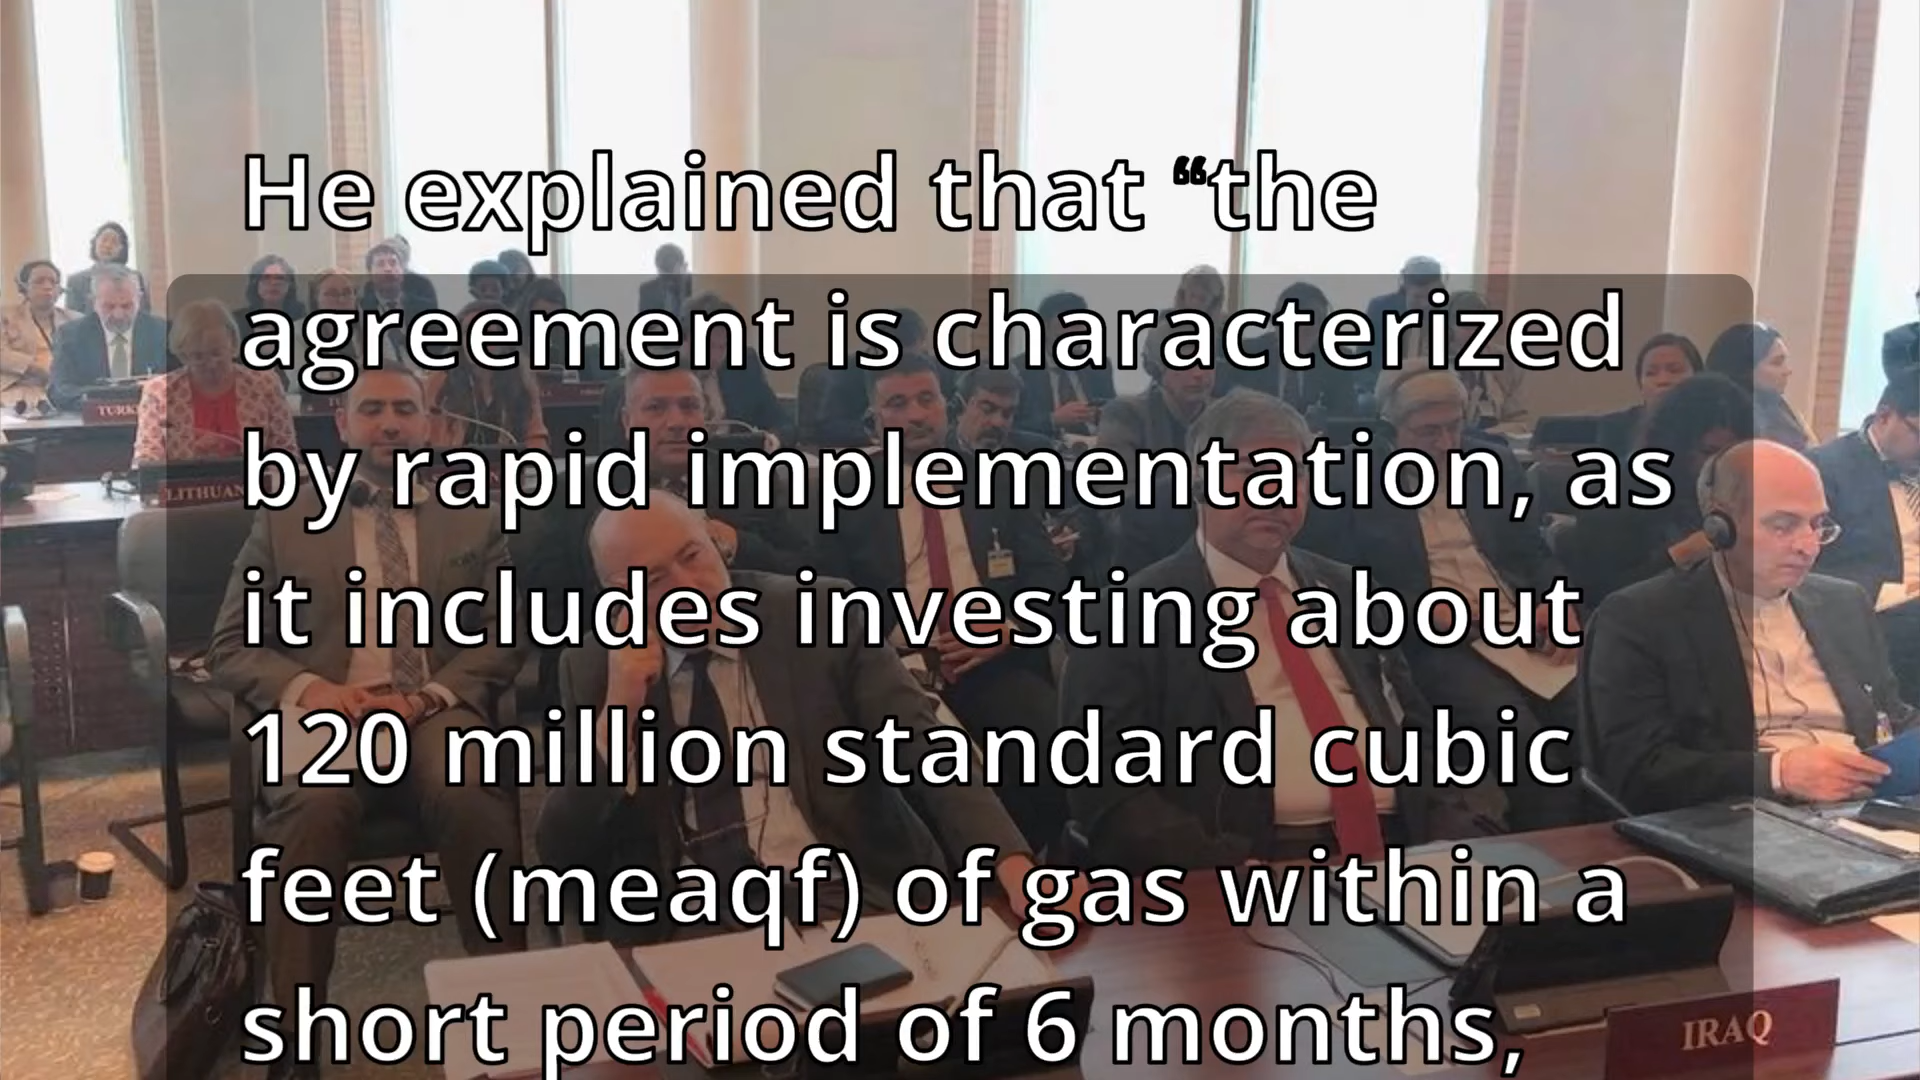 He explained that “the
agreement is characterized
by rapid implementation, as
it includes investing about
120 million standard cubic
feet (meaqf) of gas within a
short period of 6 months,
IRAQ